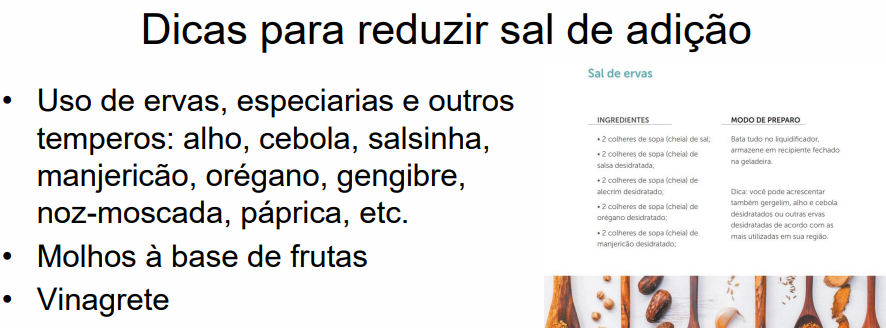 Dicas para reduzir sal de adição
• Uso de ervas, especiarias e outros
temperos: alho, cebola, salsinha,
manjericão, orégano, gengibre,
noz-moscada, páprica, etc.
• Molhos à base de frutas
• Vinagrete
Sal de ervas
INGREDIENTES
• 2 colheres de sopa (cheia) de sal;
• 2 colheres de sopa (cheia) de
salsa desidratada;
• 2 colheres de sopa (cheia) de
alecrim desidratado;
• 2 colheres de sopa (cheia) de
orégano desidratado;
• 2 colheres de sopa (cheia) de
manjericão desidratado;
MODO DE PREPARO
Bata tudo no liquidificador,
armazene em recipiente fechado
na geladeira.
Dica: você pode acrescentar
também gergelim, alho e cebola
desidratados ou outras ervas
desidratadas de acordo com as
mais utilizadas em sua região.